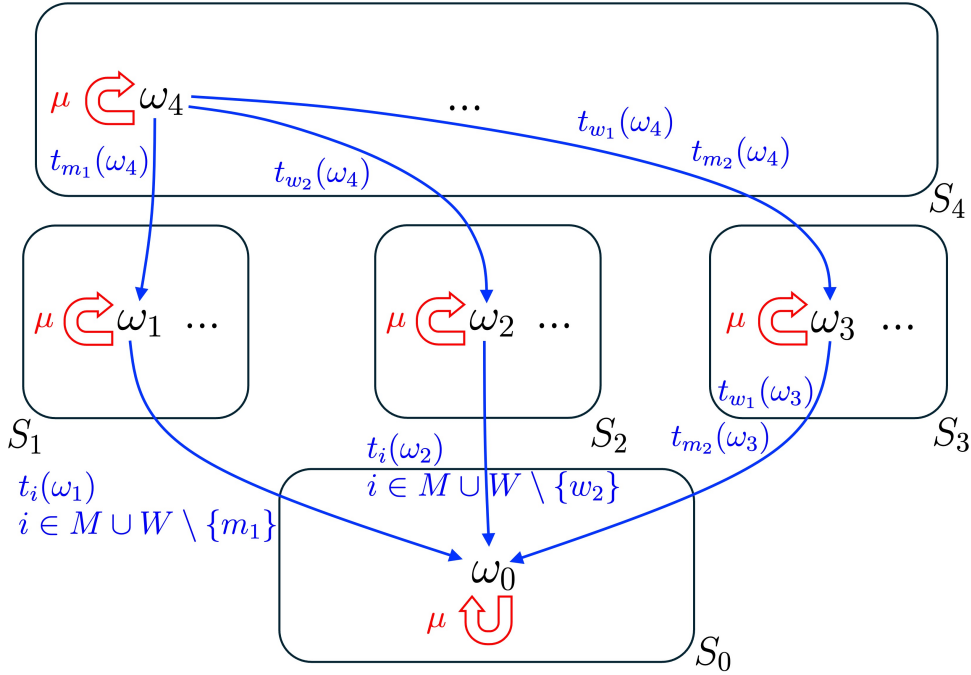 μ ω₄ ...
t_{w₁}(ω₄)
t_{m₁}(ω₄) t_{w₂}(ω₄) t_{m₂}(ω₄)
S₄
μ ω₁ ... μ ω₂ ... μ ω₃ ...
t_{w₁}(ω₃)
S₁ S₂ t_{m₂}(ω₃) S₃
t_i(ω₂)
t_i(ω₁) i ∈ M ∪ W \ {w₂}
i ∈ M ∪ W \ {m₁}
ω₀
μ
S₀